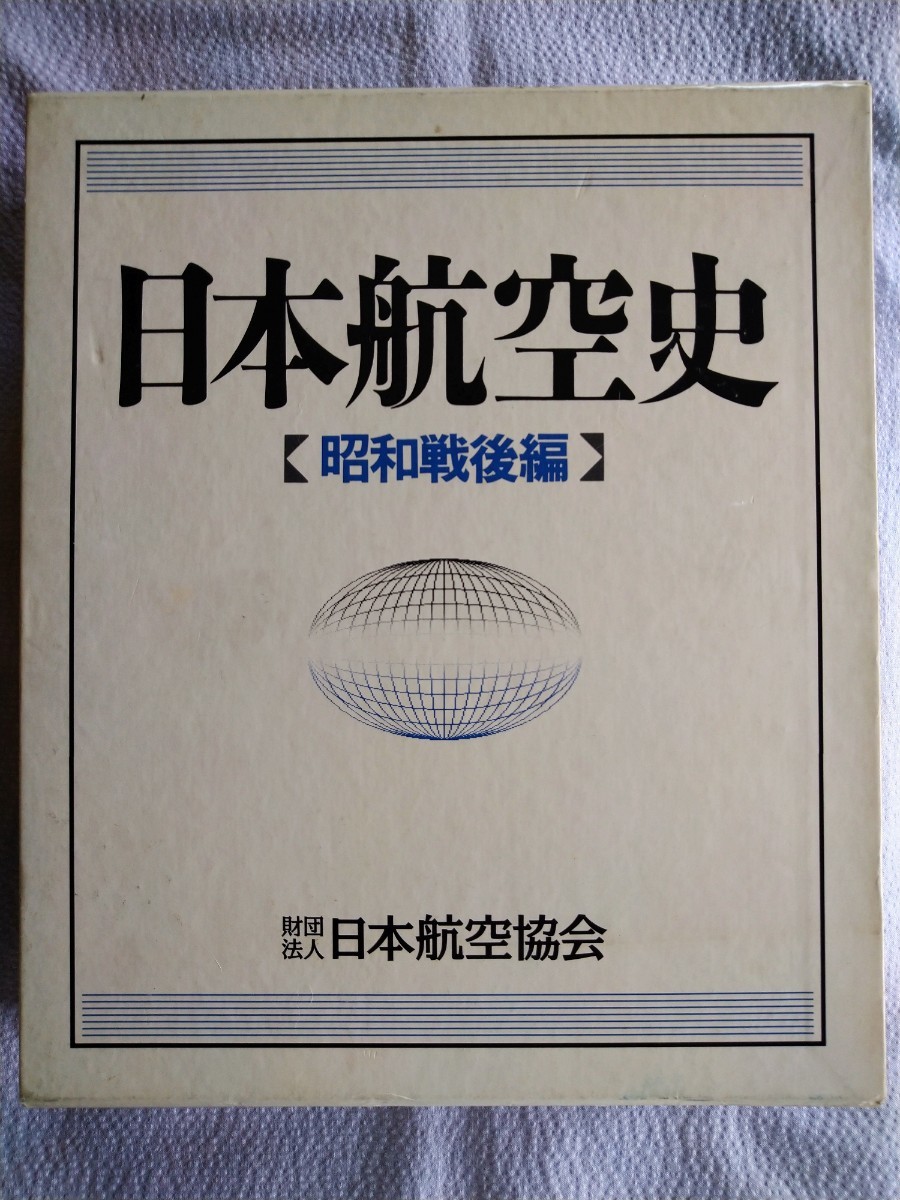 日本航空史
【昭和戦後編】
財団法人 日本航空協会